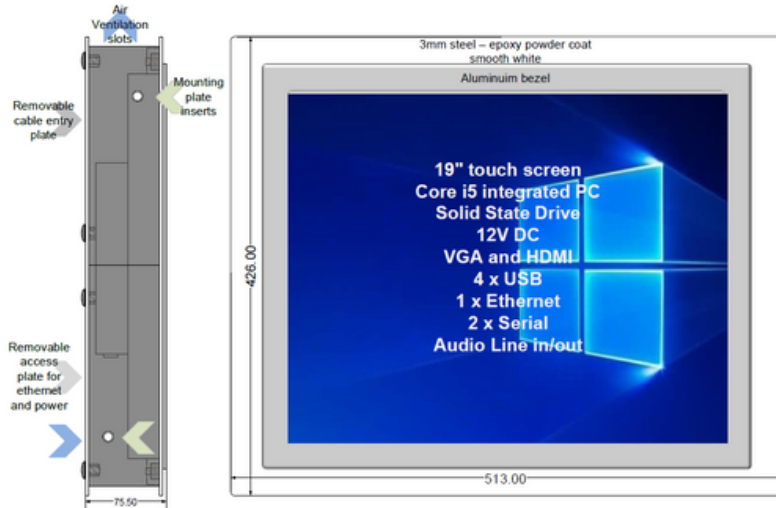 Air
Ventilation
slots
Removable
cable entry
plate
Mounting
plate
inserts
Removable
access
plate for
ethernet
and power
75.50
3mm steel – epoxy powder coat
smooth white
Aluminuim bezel
426.00
19" touch screen
Core i5 integrated PC
Solid State Drive
12V DC
VGA and HDMI
4 x USB
1 x Ethernet
2 x Serial
Audio Line in/out
513.00